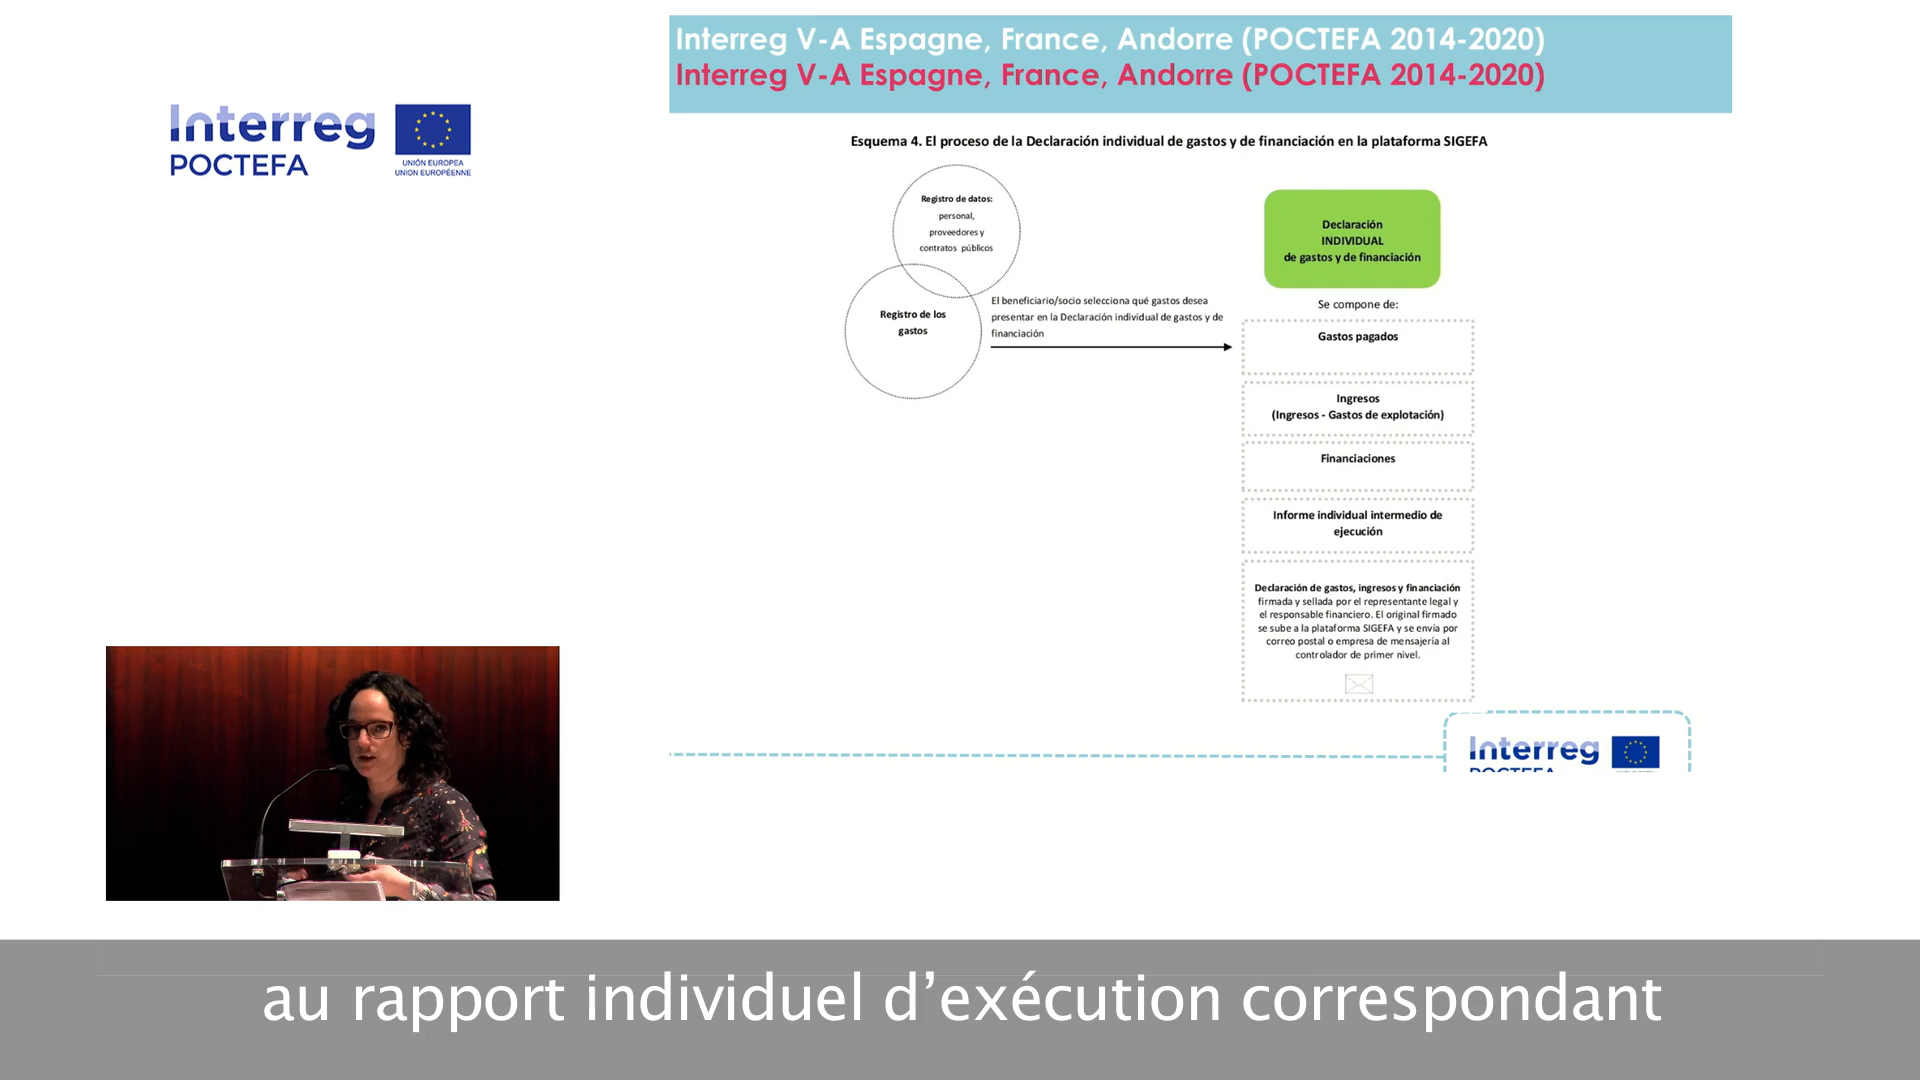 Interreg
POCTEFA
UNIÓN EUROPEA
UNION EUROPÉENNE
Interreg V-A Espagne, France, Andorre (POCTEFA 2014-2020)
Interreg V-A Espagne, France, Andorre (POCTEFA 2014-2020)
Esquema 4. El proceso de la Declaración individual de gastos y de financiación en la plataforma SIGEFA
Registro de datos:
personal,
proveedores y
contratos públicos
Registro de los
gastos
El beneficiario/socio selecciona qué gastos desea
presentar en la Declaración individual de gastos y de
financiación
Declaración
INDIVIDUAL
de gastos y de financiación
Se compone de:
Gastos pagados
Ingresos
(Ingresos - Gastos de explotación)
Financiaciones
Informe individual intermedio de
ejecución
Declaración de gastos, ingresos y financiación
firmada y sellada por el representante legal y
el responsable financiero. El original firmado
se sube a la plataforma SIGEFA y se envía por
correo postal o empresa de mensajería al
controlador de primer nivel.
Interreg
POCTEFA
au rapport individuel d’exécution correspondant